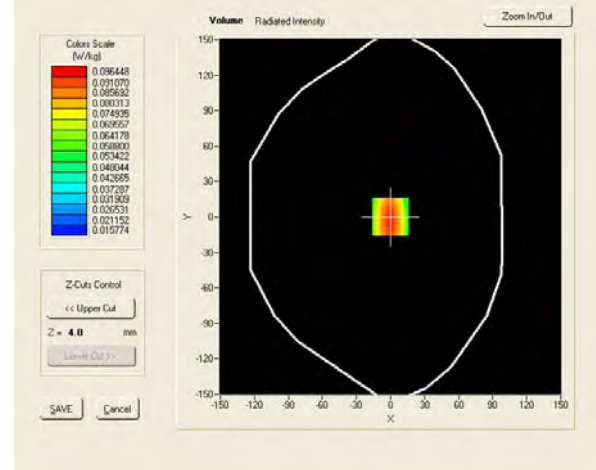 Volume Radiated Intensity
Zoom In/Out
Colors Scale
(W/kg)
0.096448
0.091070
0.085692
0.080313
0.074935
0.069557
0.064178
0.058800
0.053422
0.048044
0.042665
0.037287
0.031909
0.026531
0.021152
0.015774
150-
120-
90-
60-
30-
0-
-30-
-60-
-90-
-120-
-150-
Y
-150 -120 -90 -60 -30 0 30 60 90 120 150
X
Z-Cuts Control
<< Upper Cut
Z = 4.0 mm
Lower Cut >>
SAVE Cancel